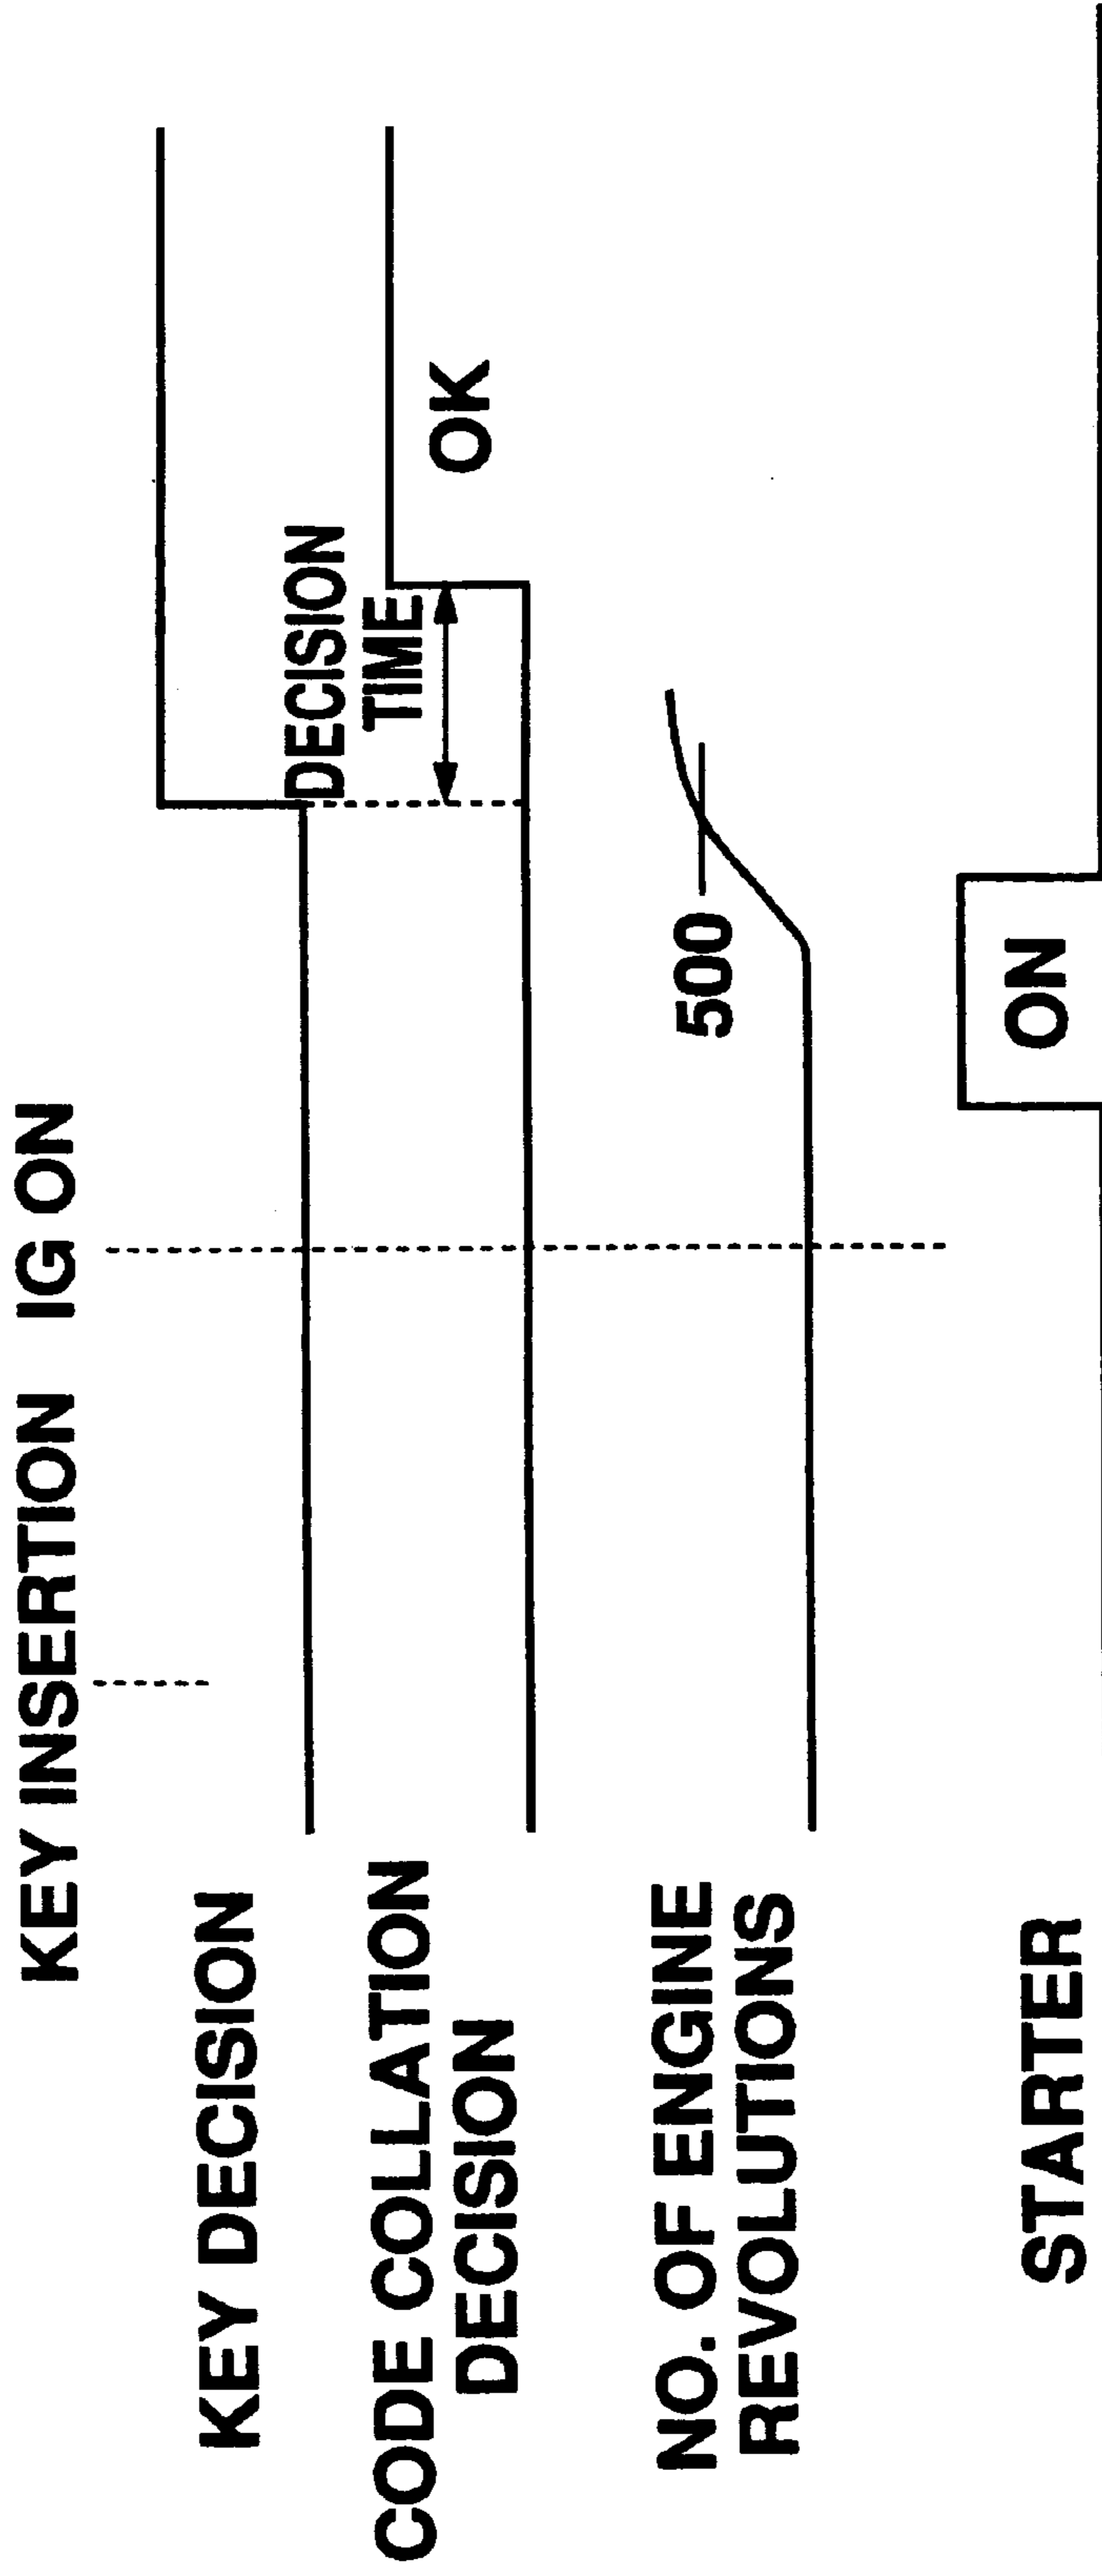 KEY INSERTION IG ON
KEY DECISION
DECISION
TIME
CODE COLLATION
DECISION
OK
NO. OF ENGINE
REVOLUTIONS
500
STARTER
ON